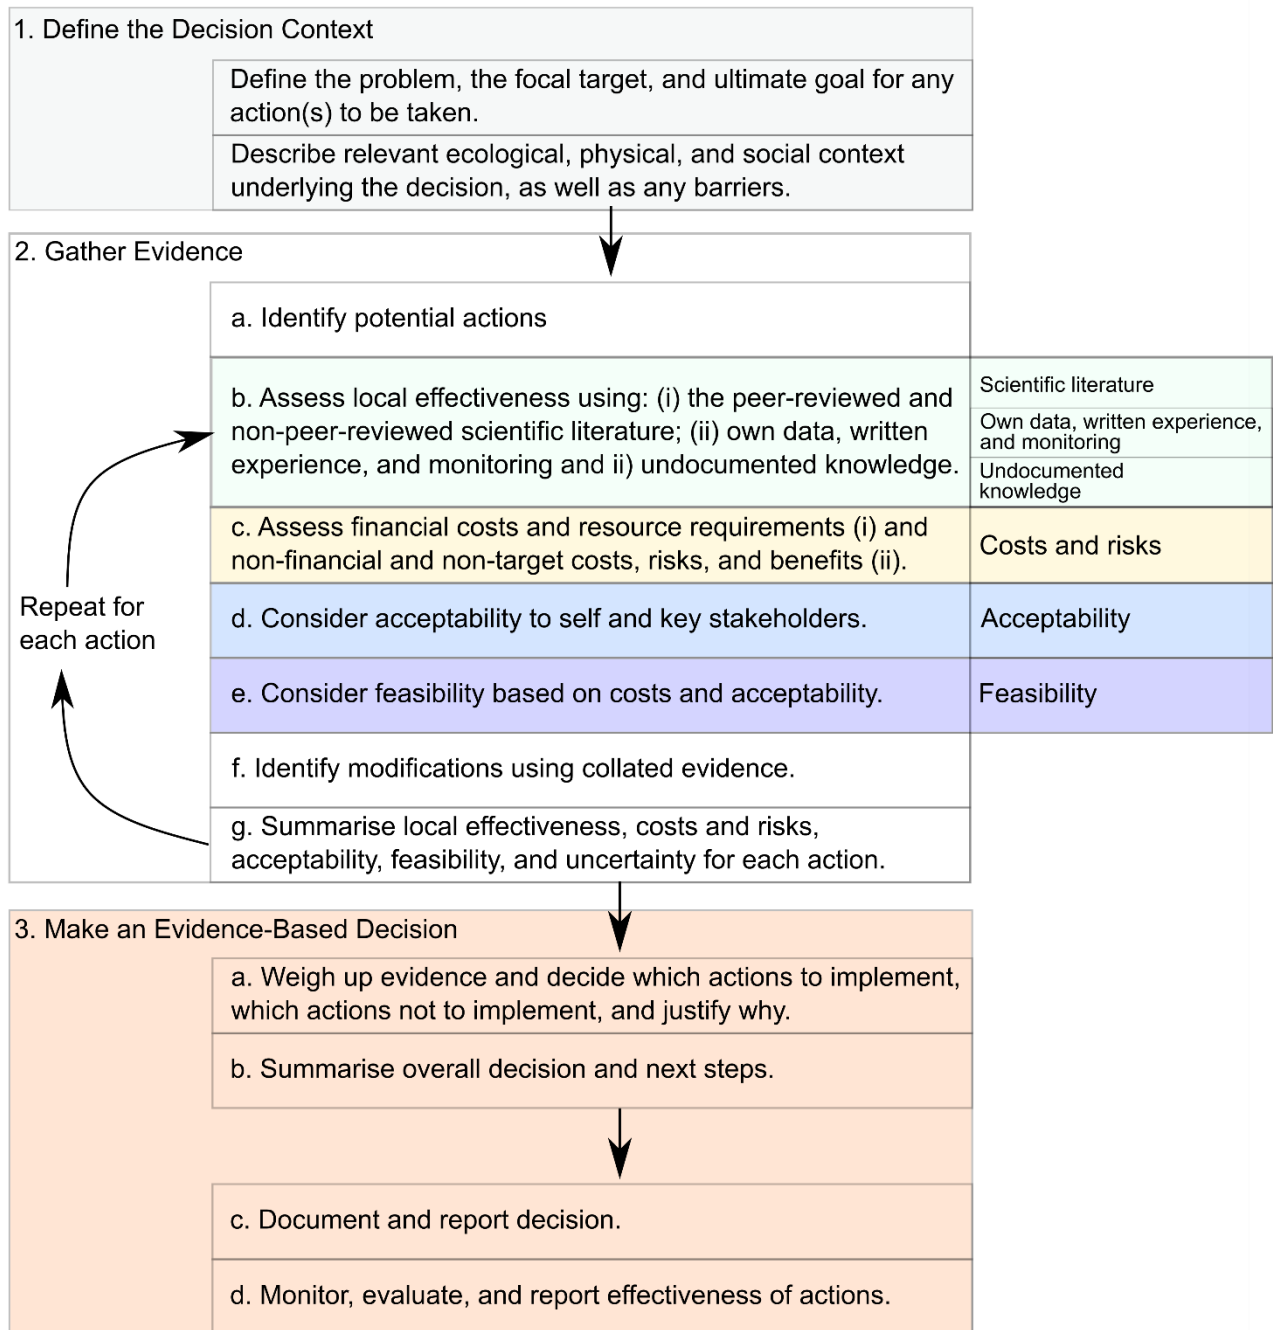 1. Define the Decision Context
Define the problem, the focal target, and ultimate goal for any
action(s) to be taken.
Describe relevant ecological, physical, and social context
underlying the decision, as well as any barriers.
2. Gather Evidence
a. Identify potential actions
b. Assess local effectiveness using: (i) the peer-reviewed and
non-peer-reviewed scientific literature; (ii) own data, written
experience, and monitoring and ii) undocumented knowledge.
Scientific literature
Own data, written experience,
and monitoring
Undocumented
knowledge
c. Assess financial costs and resource requirements (i) and
non-financial and non-target costs, risks, and benefits (ii).
Costs and risks
Repeat for
each action
d. Consider acceptability to self and key stakeholders.
Acceptability
e. Consider feasibility based on costs and acceptability.
Feasibility
f. Identify modifications using collated evidence.
g. Summarise local effectiveness, costs and risks,
acceptability, feasibility, and uncertainty for each action.
3. Make an Evidence-Based Decision
a. Weigh up evidence and decide which actions to implement,
which actions not to implement, and justify why.
b. Summarise overall decision and next steps.
c. Document and report decision.
d. Monitor, evaluate, and report effectiveness of actions.